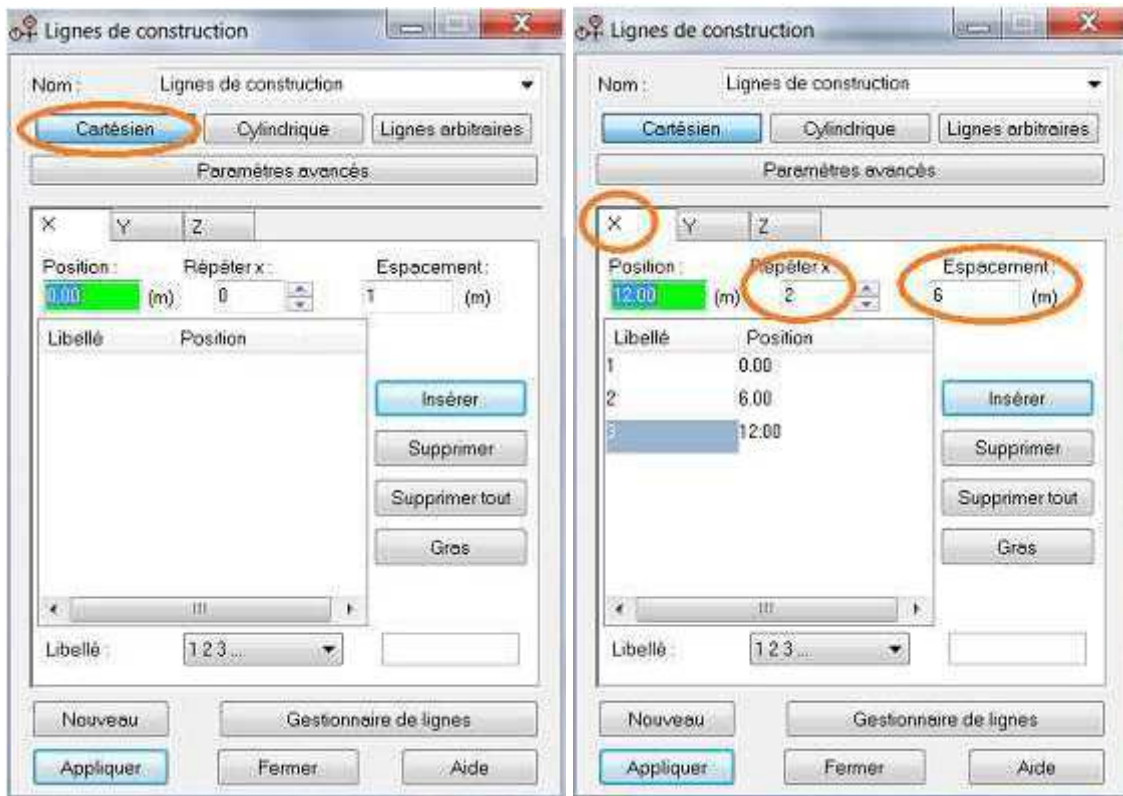 Lignes de construction
Nom : Lignes de construction
Cartésien Cylindrique Lignes arbitraires
Paramètres avancés
X Y Z
Position : Répéter x : Espacement :
0.00 (m) 0 1 (m)
Libellé Position
Insérer
Supprimer
Supprimer tout
Gras
Libellé : 1 2 3 ...
Nouveau Gestionnaire de lignes
Appliquer Fermer Aide
Lignes de construction
Nom : Lignes de construction
Cartésien Cylindrique Lignes arbitraires
Paramètres avancés
X Y Z
Position : Répéter x : Espacement :
12.00 (m) 2 6 (m)
Libellé Position
1 0.00
2 6.00
3 12.00
Insérer
Supprimer
Supprimer tout
Gras
Libellé : 1 2 3 ...
Nouveau Gestionnaire de lignes
Appliquer Fermer Aide